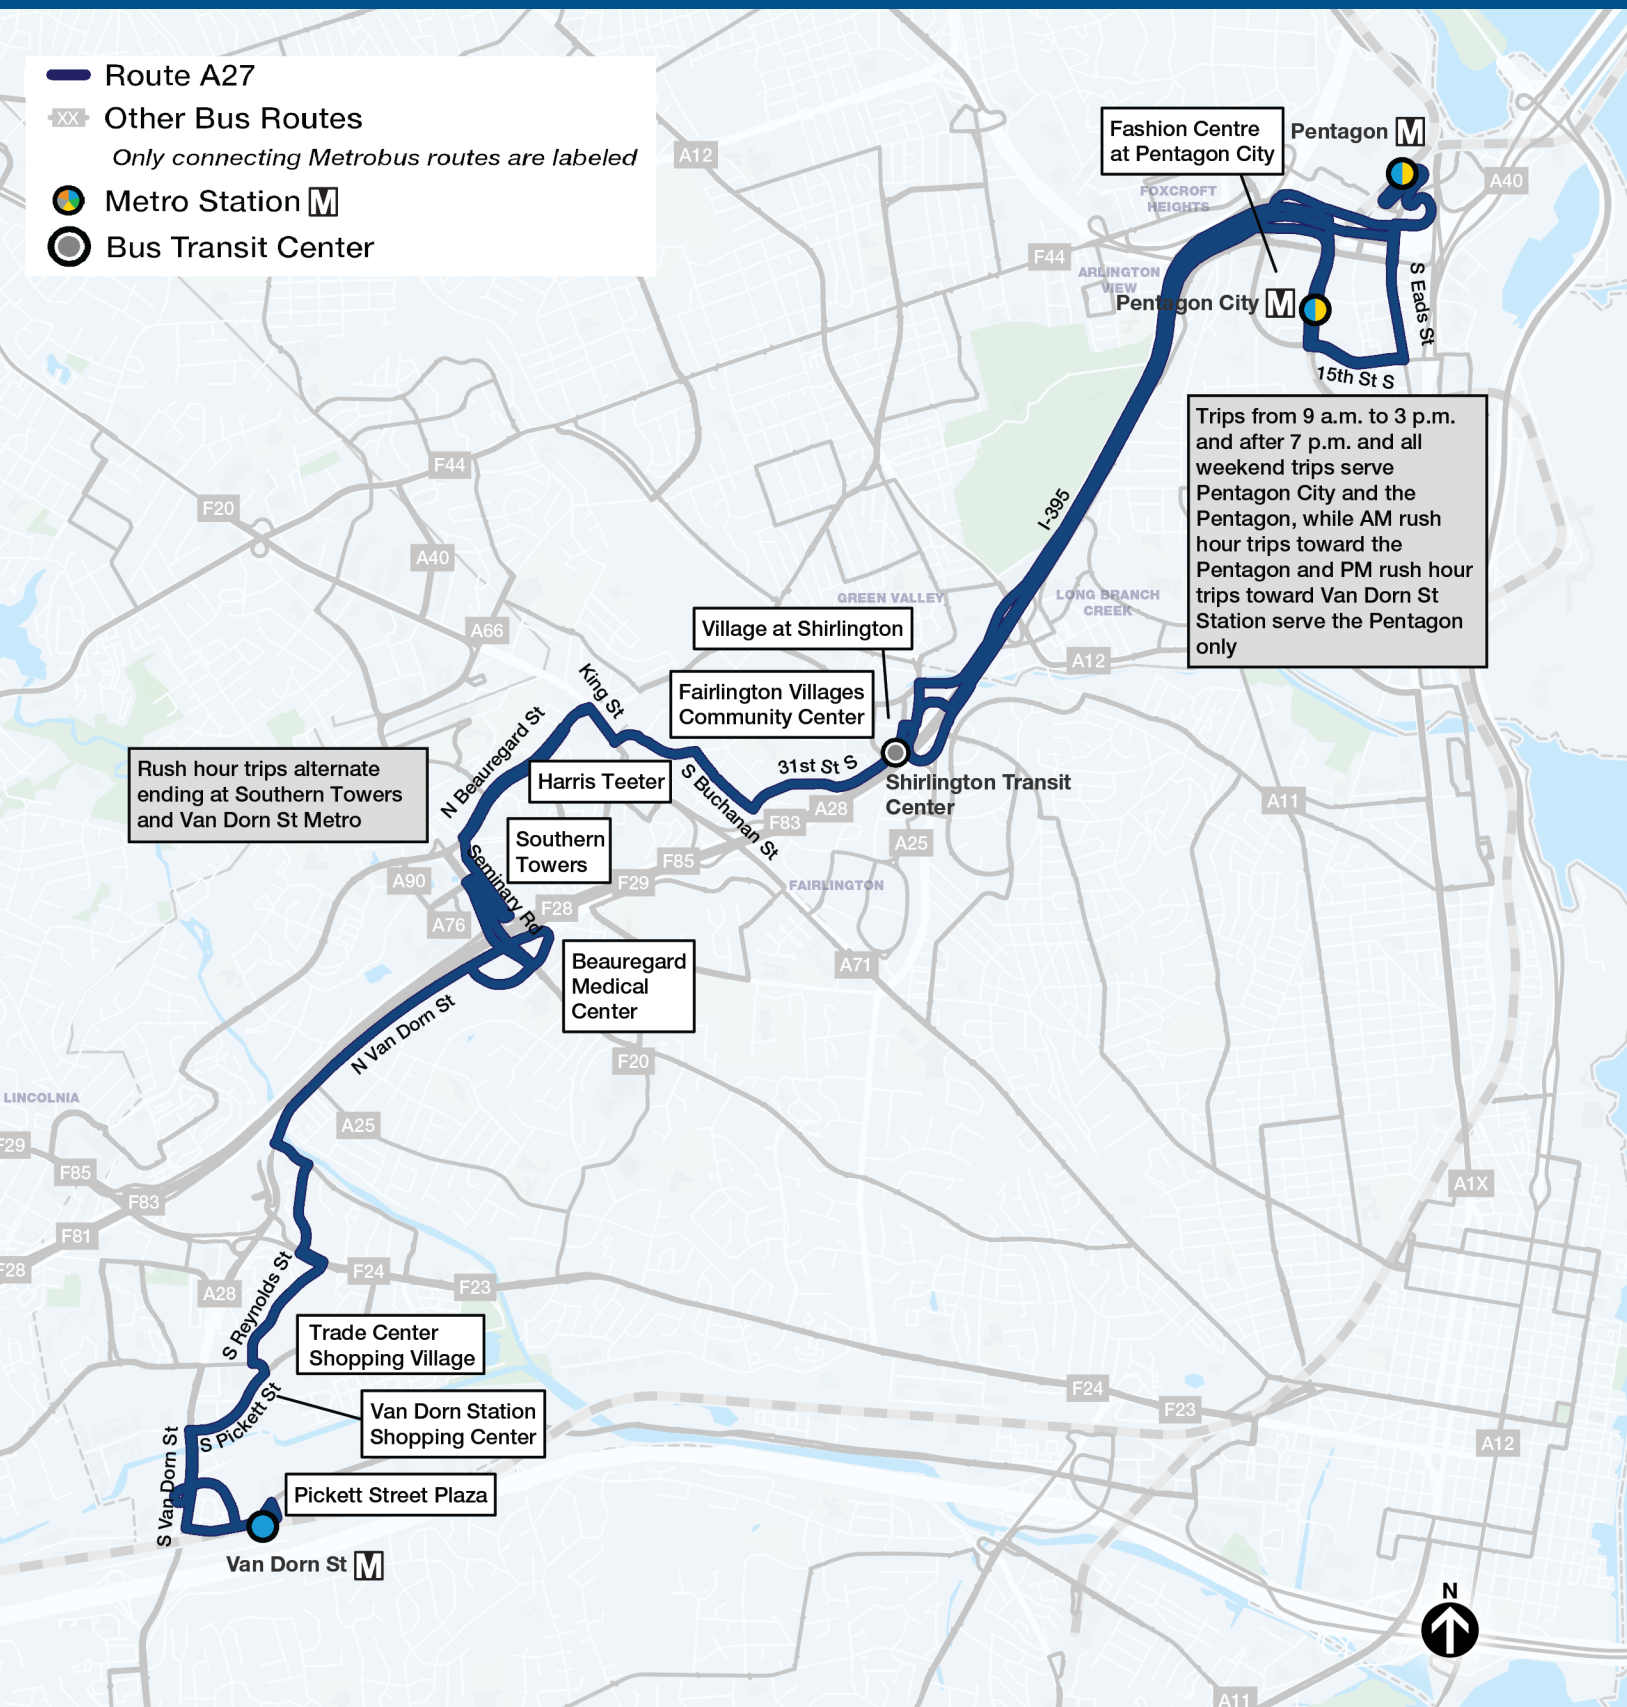 Route A27
XX Other Bus Routes
Only connecting Metrobus routes are labeled
Metro Station M
Bus Transit Center
A12
Fashion Centre
at Pentagon City
Pentagon M
A40
FOXCROFT
HEIGHTS
F44
ARLINGTON
VIEW
Pentagon City M
S Eads St
15th St S
Trips from 9 a.m. to 3 p.m.
and after 7 p.m. and all
weekend trips serve
Pentagon City and the
Pentagon, while AM rush
hour trips toward the
Pentagon and PM rush hour
trips toward Van Dorn St
Station serve the Pentagon
only
F44
F20
I-395
A40
GREEN VALLEY
LONG BRANCH
CREEK
A66
Village at Shirlington
A12
King St
Fairlington Villages
Community Center
N Beauregard St
Rush hour trips alternate
ending at Southern Towers
and Van Dorn St Metro
Harris Teeter
S Buchanan St
31st St S
Shirlington Transit
Center
A11
A28
F83
A25
Southern
Towers
Seminary Rd
F85
F29
A90
FAIRLINGTON
F28
A76
Beauregard
Medical
Center
A71
N Van Dorn St
F20
LINCOLNIA
A25
F29
F85
A1X
F83
F81
F28
S Reynolds St
F24
F23
A28
Trade Center
Shopping Village
F24
F23
S Pickett St
Van Dorn Station
Shopping Center
A12
S Van Dorn St
Pickett Street Plaza
Van Dorn St M
N
A11